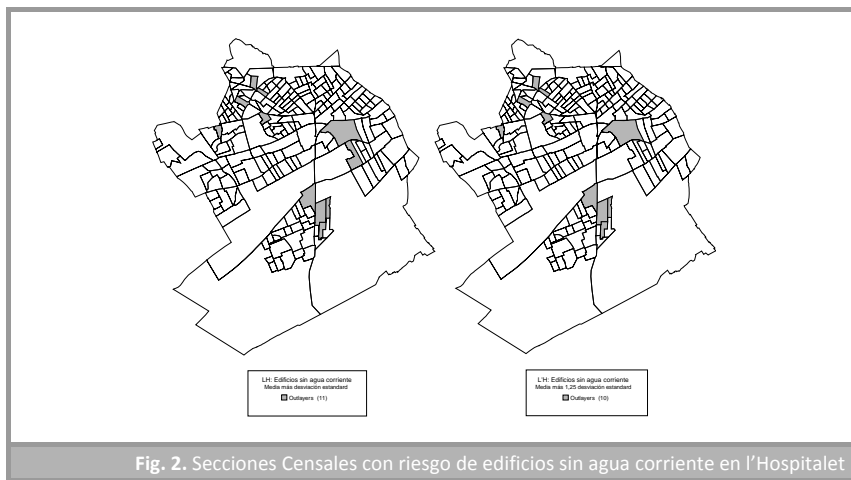 LH: Edificios sin agua corriente
Media más desviación estandard
Outlayers (11)
L'H: Edificios sin agua corriente
Media más 1,25 desviación estandard
Outlayers (10)
Fig. 2. Secciones Censales con riesgo de edificios sin agua corriente en l’Hospitalet